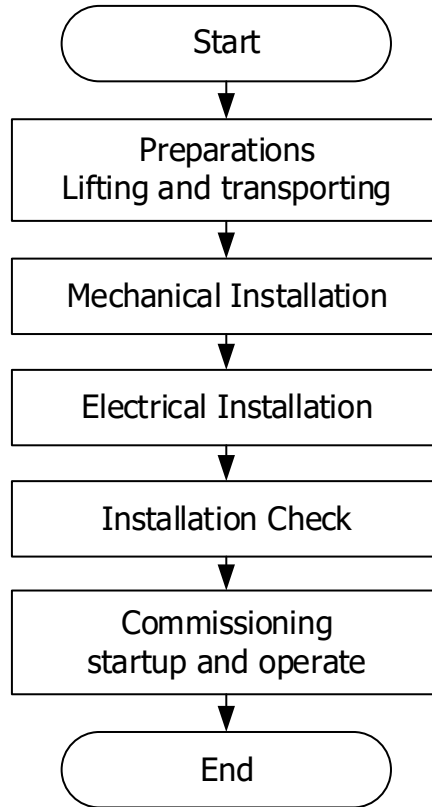 Start
Preparations
Lifting and transporting
Mechanical Installation
Electrical Installation
Installation Check
Commissioning
startup and operate
End